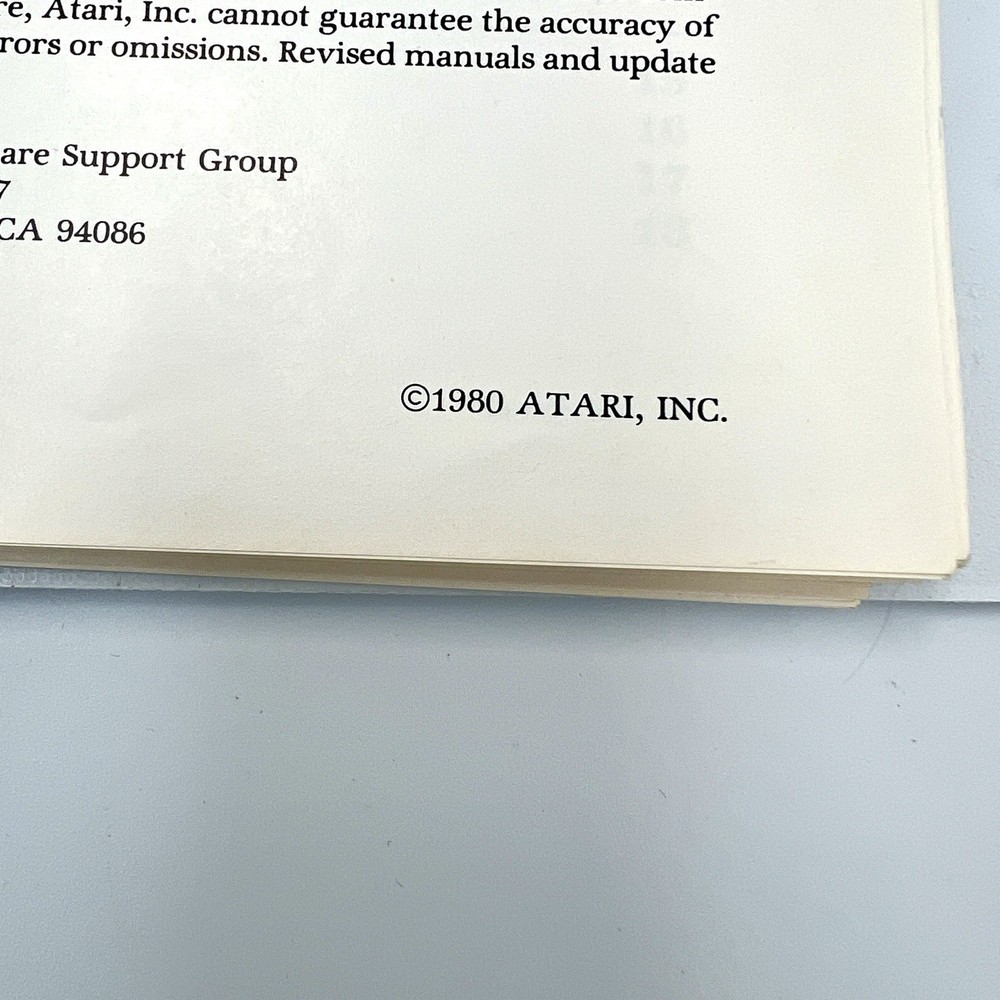 re, Atari, Inc. cannot guarantee the accuracy of
rors or omissions. Revised manuals and update
are Support Group
7
CA 94086
©1980 ATARI, INC.